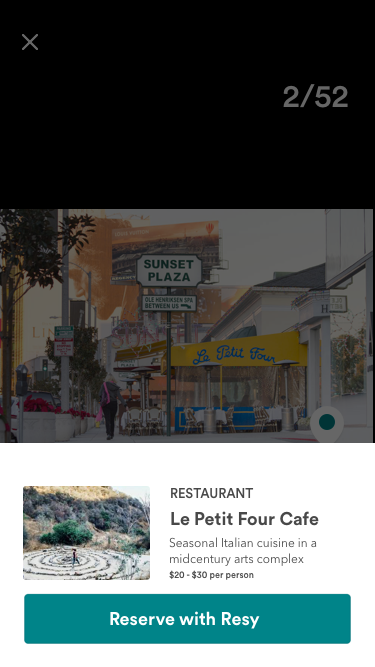 2/52
SUNSET
PLAZA
OLE HENRIKSEN SPA
BETWEEN US
Le Petit Four
RESTAURANT
Le Petit Four Cafe
Seasonal Italian cuisine in a
midcentury arts complex
$20 - $30 per person
Reserve with Resy